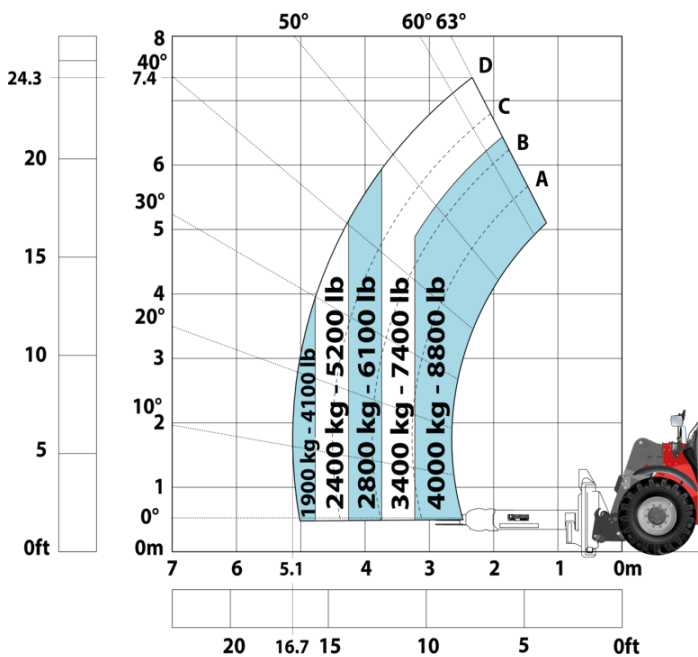 50° 60° 63°
8
40°
24.3 7.4
D
C
B
A
20
6
30°
5
15
4
20°
10
3
10°
2
5
1
0°
0ft
0m
1900 kg - 4100 lb
2400 kg - 5200 lb
2800 kg - 6100 lb
3400 kg - 7400 lb
4000 kg - 8800 lb
7 6 5.1 4 3 2 1 0m
20 16.7 15 10 5 0ft